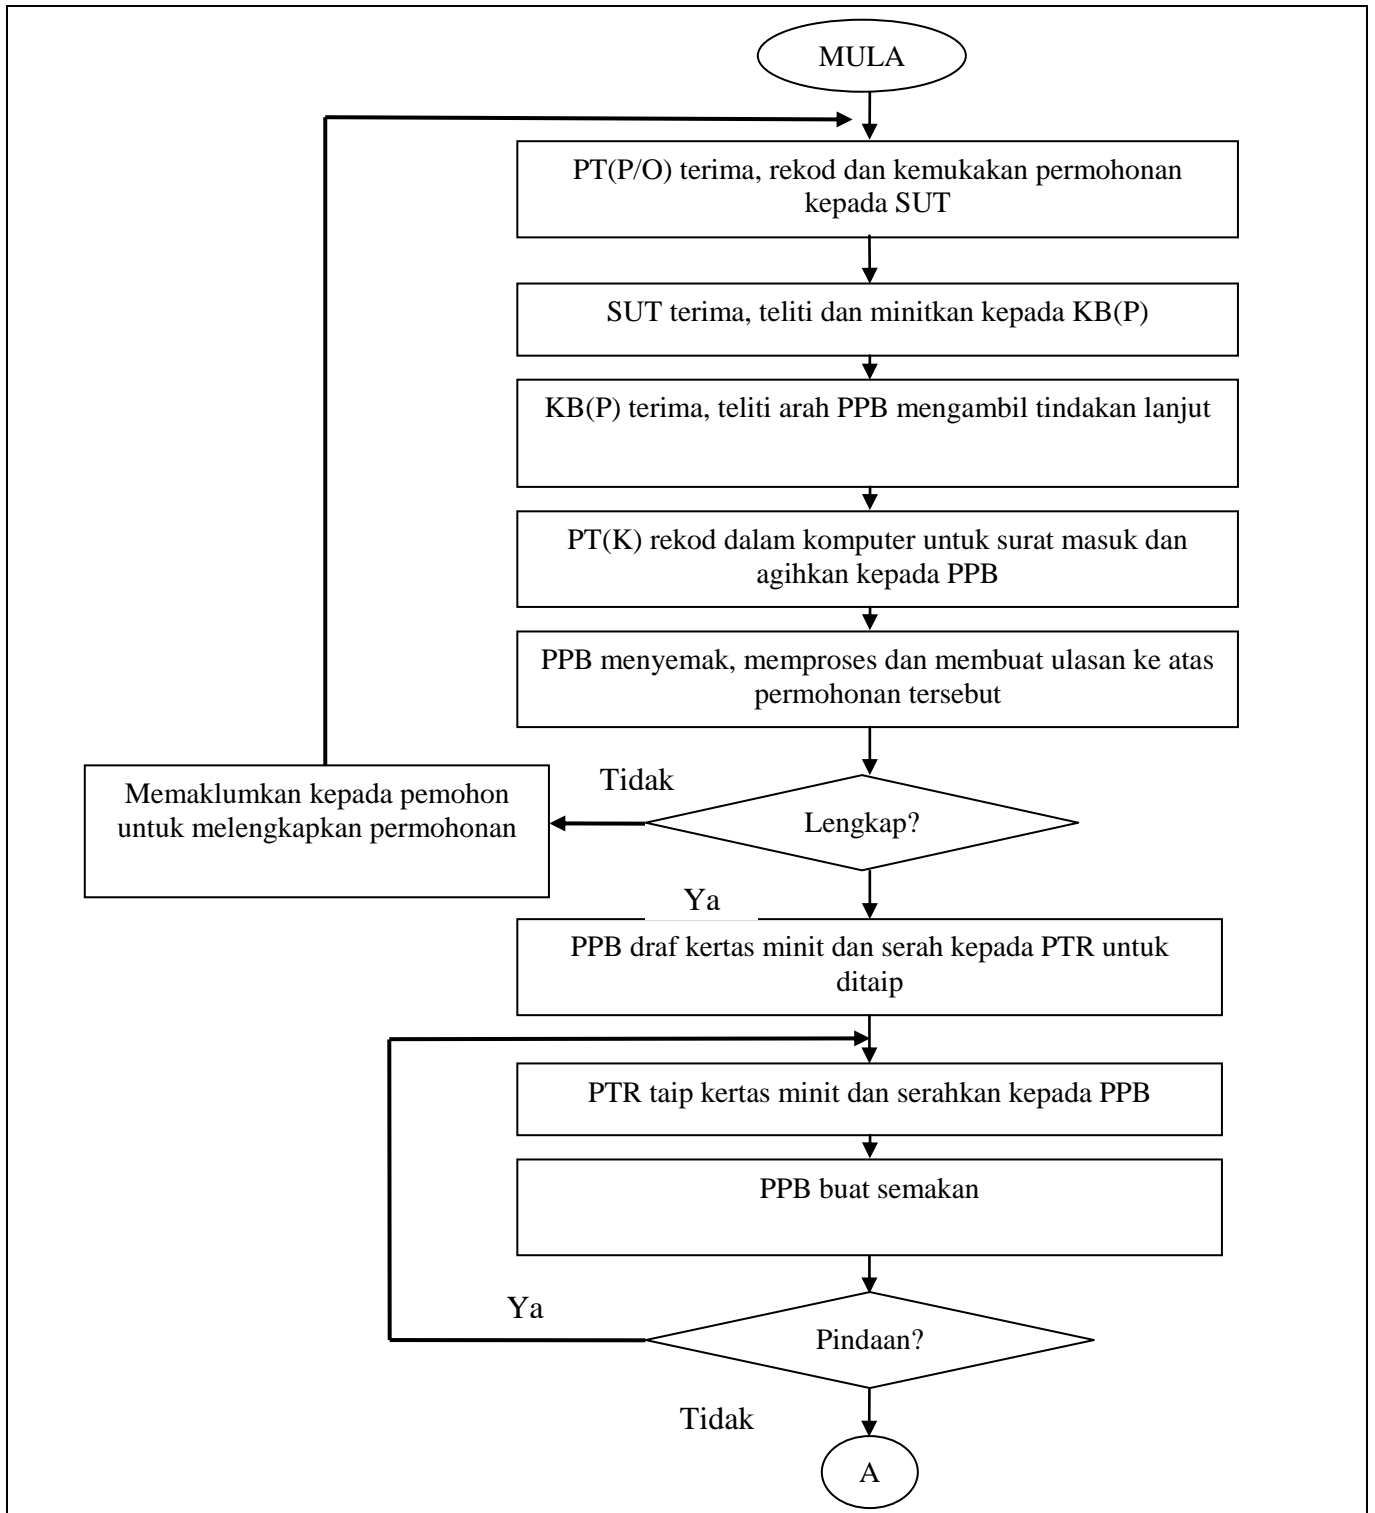 MULA
PT(P/O) terima, rekod dan kemukakan permohonan
kepada SUT
SUT terima, teliti dan minitkan kepada KB(P)
KB(P) terima, teliti arah PPB mengambil tindakan lanjut
PT(K) rekod dalam komputer untuk surat masuk dan
agihkan kepada PPB
PPB menyemak, memproses dan membuat ulasan ke atas
permohonan tersebut
Tidak
Memaklumkan kepada pemohon
untuk melengkapkan permohonan
Lengkap?
Ya
PPB draf kertas minit dan serah kepada PTR untuk
ditaip
PTR taip kertas minit dan serahkan kepada PPB
PPB buat semakan
Ya
Pindaan?
Tidak
A